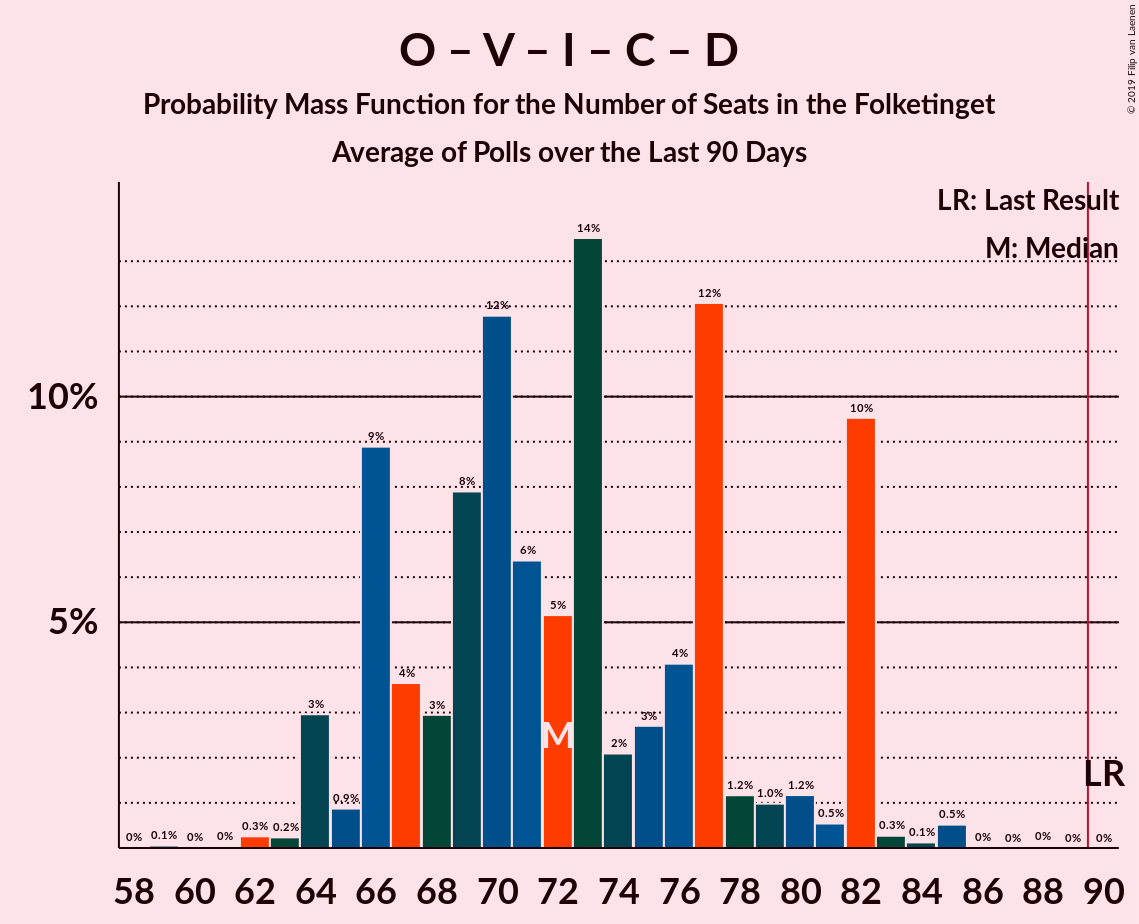 O – V – I – C – D
Probability Mass Function for the Number of Seats in the Folketinget
Average of Polls over the Last 90 Days
© 2019 Filip van Laenen
LR: Last Result
M: Median
14%
12%
12%
10%
10%
9%
8%
6%
5%
5%
4%
4%
3%
3%
3%
2%
M
LR
0% 0.1% 0% 0% 0.3% 0.2% 0.9% 1.2% 1.0% 1.2% 0.5% 0.3% 0.1% 0.5% 0% 0% 0% 0% 0%
58 60 62 64 66 68 70 72 74 76 78 80 82 84 86 88 90